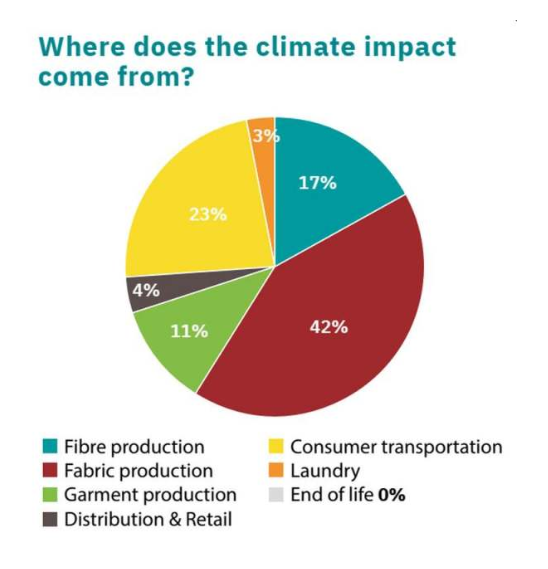 Where does the climate impact
come from?
3%
17%
23%
4%
11%
42%
Fibre production
Fabric production
Garment production
Distribution & Retail
Consumer transportation
Laundry
End of life 0%